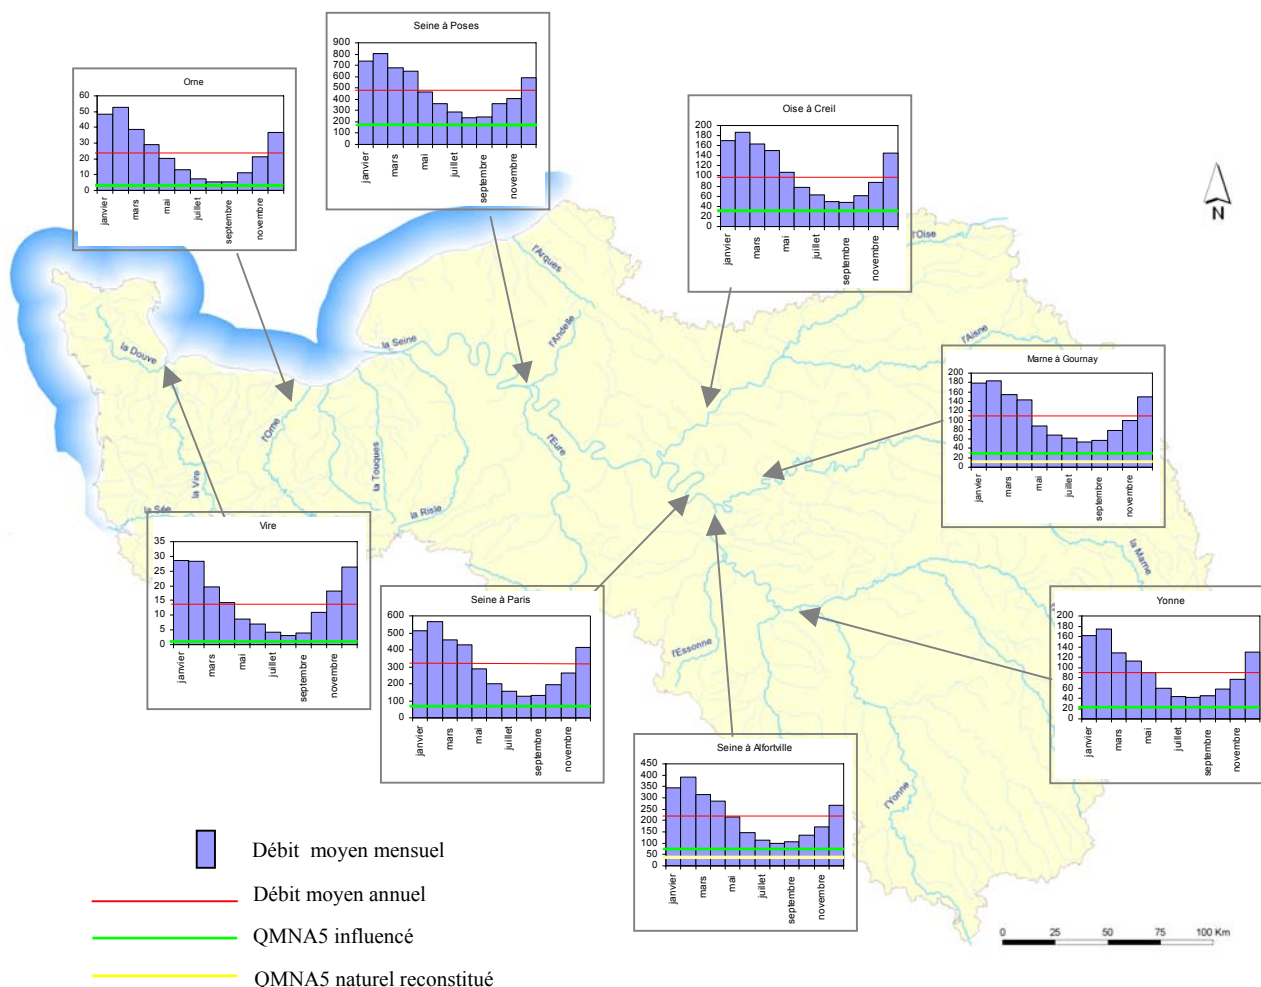 Seine à Poses
900
800
700
600
500
400
300
200
100
0
janvier
mars
mai
juillet
septembre
novembre
Orne
60
50
40
30
20
10
0
janvier
mars
mai
juillet
septembre
novembre
Oise à Creil
200
180
160
140
120
100
80
60
40
20
0
janvier
mars
mai
juillet
septembre
novembre
N
l'Oise
l'Arques
l'Andelle
la Seine
l'Aisne
la Douve
Marne à Gournay
200
180
160
140
120
100
80
60
40
20
0
janvier
mars
mai
juillet
septembre
novembre
l'Orne
l'Eure
la Touques
la Vire
la Sée
la Risle
la Marne
Vire
35
30
25
20
15
10
5
0
janvier
mars
mai
juillet
septembre
novembre
Seine à Paris
600
500
400
300
200
100
0
janvier
mars
mai
juillet
septembre
novembre
l'Essonne
Yonne
200
180
160
140
120
100
80
60
40
20
0
janvier
mars
mai
juillet
septembre
novembre
Seine à Alfortville
450
400
350
300
250
200
150
100
50
0
janvier
mars
mai
juillet
septembre
novembre
l'Yonne
Débit moyen mensuel
Débit moyen annuel
QMNA5 influencé
QMNA5 naturel reconstitué
0 25 50 75 100 Km